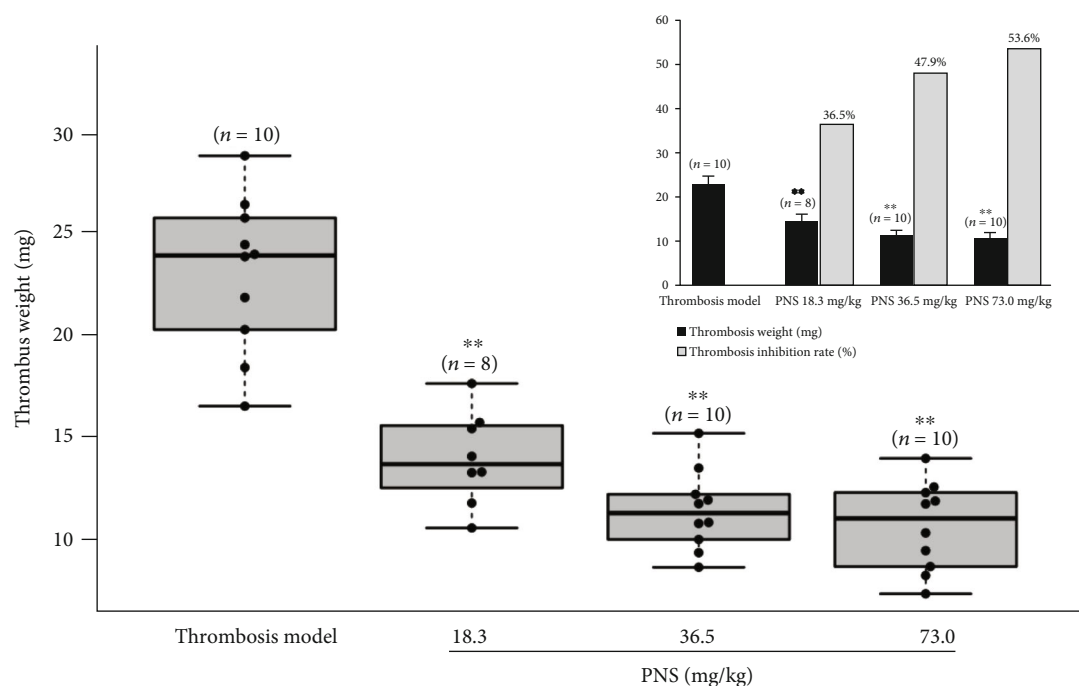 Thrombus weight (mg)
30
25
20
15
10
(n = 10)
**
(n = 8)
**
(n = 10)
**
(n = 10)
Thrombosis model
18.3
36.5
73.0
PNS (mg/kg)
60
50
40
30
20
10
0
(n = 10)
**
(n = 8)
36.5%
**
(n = 10)
47.9%
**
(n = 10)
53.6%
Thrombosis model
PNS 18.3 mg/kg
PNS 36.5 mg/kg
PNS 73.0 mg/kg
Thrombosis weight (mg)
Thrombosis inhibition rate (%)